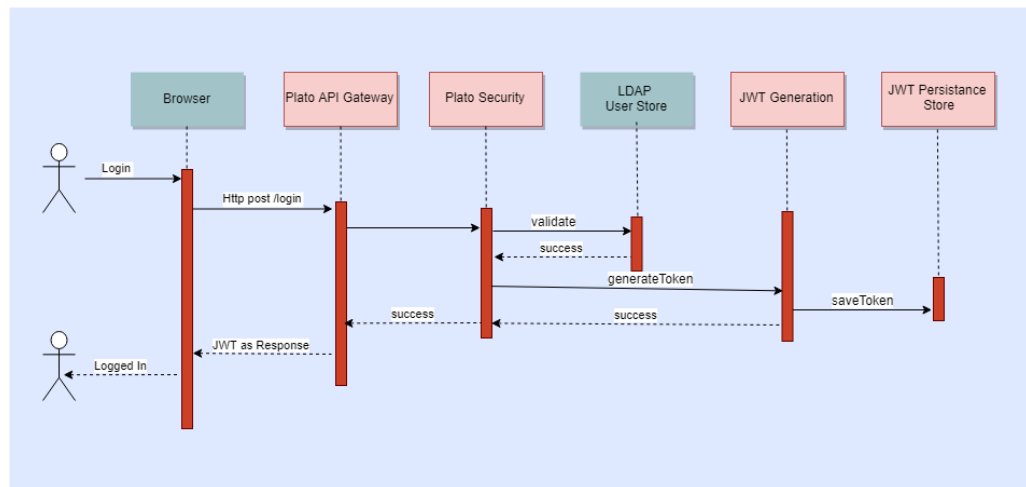 Browser
Plato API Gateway
Plato Security
LDAP
User Store
JWT Generation
JWT Persistance
Store
Login
Http post /login
validate
success
generateToken
saveToken
success
success
JWT as Response
Logged In